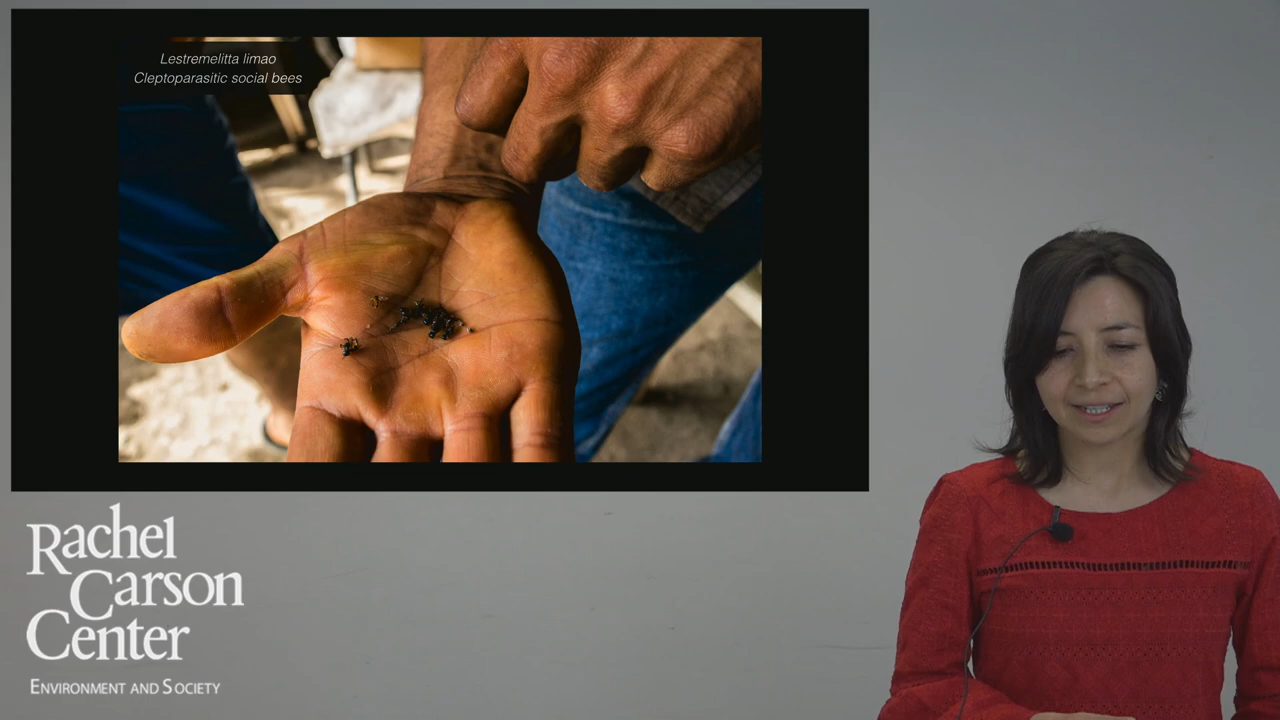 Lestremelitta limao
Cleptoparasitic social bees
Rachel
Carson
Center
Environment and Society